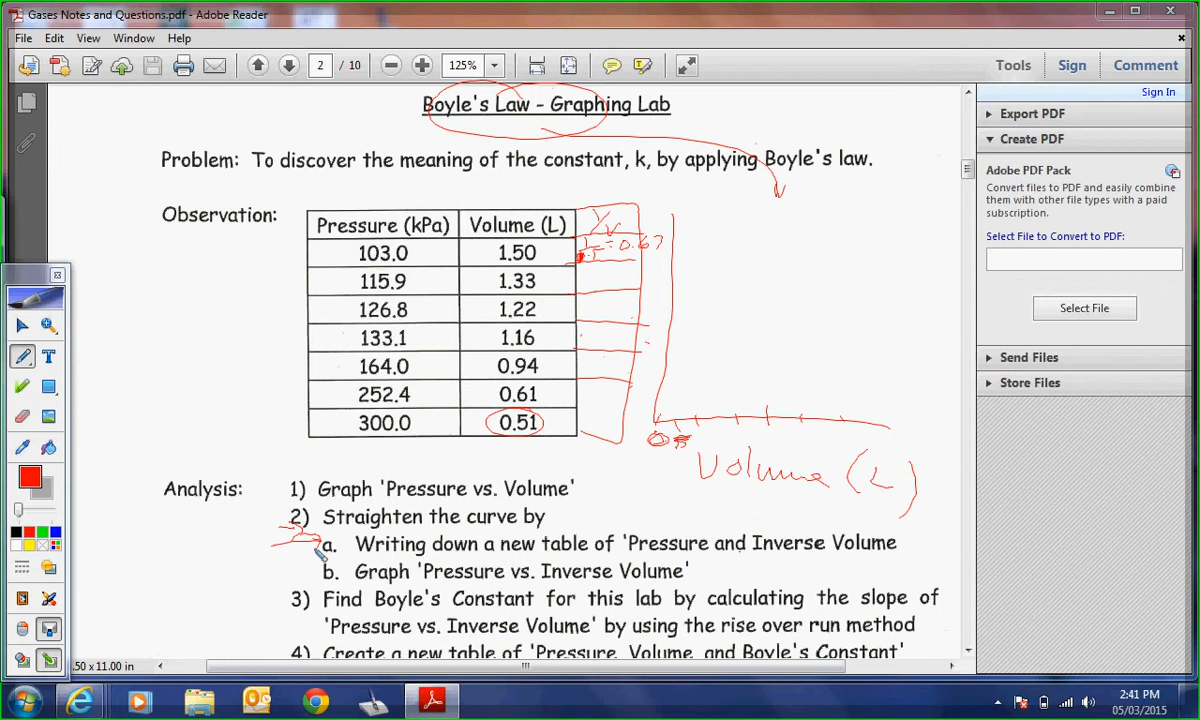 Gases Notes and Questions.pdf - Adobe Reader
File Edit View Window Help
2 / 10 125% Tools Sign Comment
Sign In
Export PDF
Create PDF
Adobe PDF Pack
Convert files to PDF and easily combine
them with other file types with a paid
subscription.
Select File to Convert to PDF:
Select File
Send Files
Store Files
Boyle's Law - Graphing Lab
Problem: To discover the meaning of the constant, k, by applying Boyle's law.
Observation:
Pressure (kPa) Volume (L) 1/V
103.0 1.50 = 0.67
115.9 1.33
126.8 1.22
133.1 1.16
164.0 0.94
252.4 0.61
300.0 0.51
0
Volume (L)
Analysis: 1) Graph 'Pressure vs. Volume'
2) Straighten the curve by
a. Writing down a new table of 'Pressure and Inverse Volume
b. Graph 'Pressure vs. Inverse Volume'
3) Find Boyle's Constant for this lab by calculating the slope of
'Pressure vs. Inverse Volume' by using the rise over run method
4) Create a new table of 'Pressure, Volume, and Boyle's Constant'
.50 x 11.00 in
2:41 PM
05/03/2015